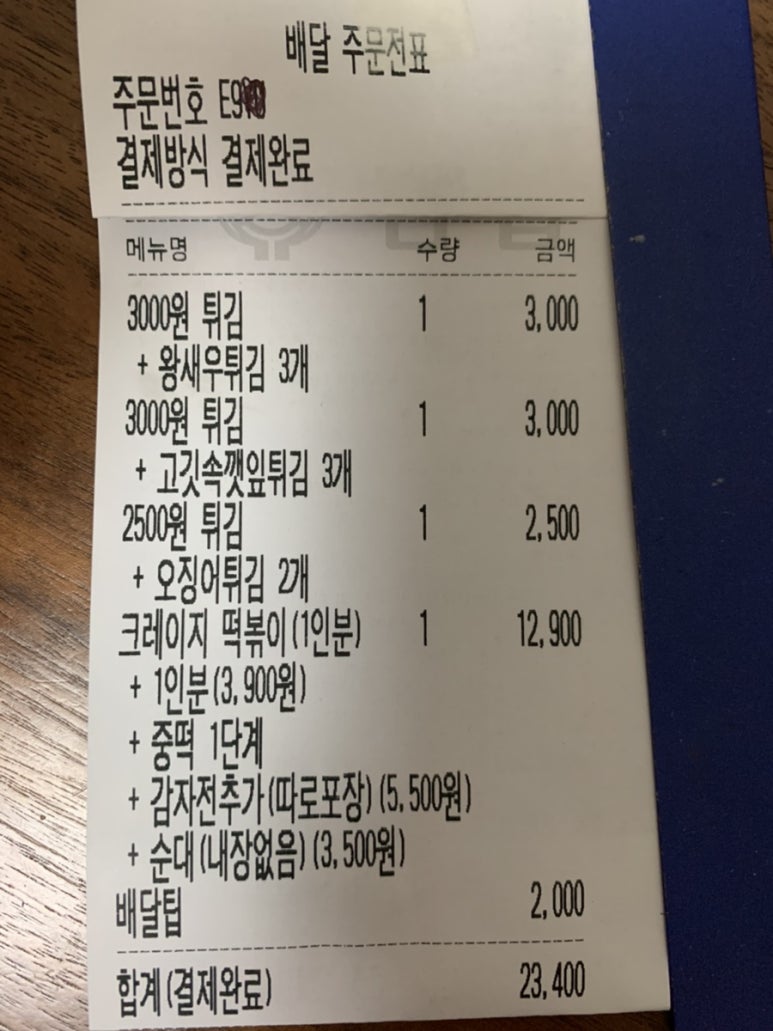 배달 주문전표
주문번호 E9
결제방식 결제완료
메뉴명 수량 금액
3000원 튀김 1 3,000
+ 왕새우튀김 3개
3000원 튀김 1 3,000
+ 고깃속깻잎튀김 3개
2500원 튀김 1 2,500
+ 오징어튀김 2개
크레이지 떡볶이(1인분) 1 12,900
+ 1인분(3,900원)
+ 중떡 1단계
+ 감자전추가(따로포장)(5,500원)
+ 순대(내장없음)(3,500원)
배달팁 2,000
합계(결제완료) 23,400